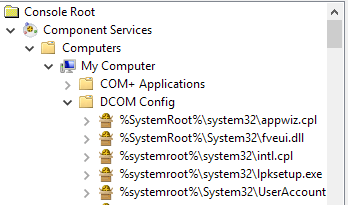 Console Root
Component Services
Computers
My Computer
COM+ Applications
DCOM Config
%SystemRoot%\system32\appwiz.cpl
%SystemRoot%\System32\fveui.dll
%systemroot%\system32\intl.cpl
%systemroot%\system32\lpksetup.exe
%systemroot%\System32\UserAccount